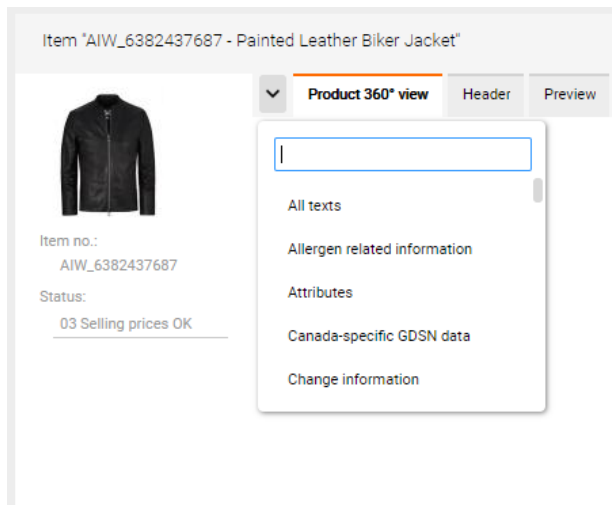 Item "AIW_6382437687 - Painted Leather Biker Jacket"
Product 360° view
Header
Preview
All texts
Allergen related information
Attributes
Canada-specific GDSN data
Change information
Item no.:
AIW_6382437687
Status:
03 Selling prices OK